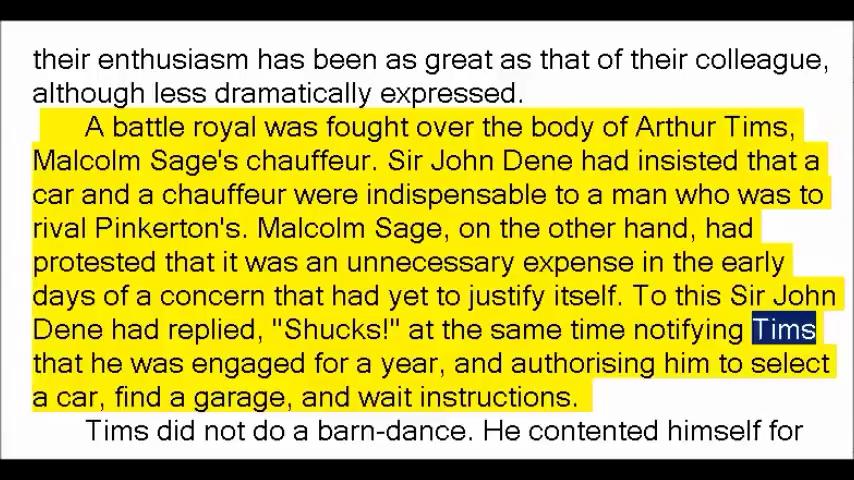 their enthusiasm has been as great as that of their colleague,
although less dramatically expressed.
A battle royal was fought over the body of Arthur Tims,
Malcolm Sage's chauffeur. Sir John Dene had insisted that a
car and a chauffeur were indispensable to a man who was to
rival Pinkerton's. Malcolm Sage, on the other hand, had
protested that it was an unnecessary expense in the early
days of a concern that had yet to justify itself. To this Sir John
Dene had replied, "Shucks!" at the same time notifying Tims
that he was engaged for a year, and authorising him to select
a car, find a garage, and wait instructions.
Tims did not do a barn-dance. He contented himself for